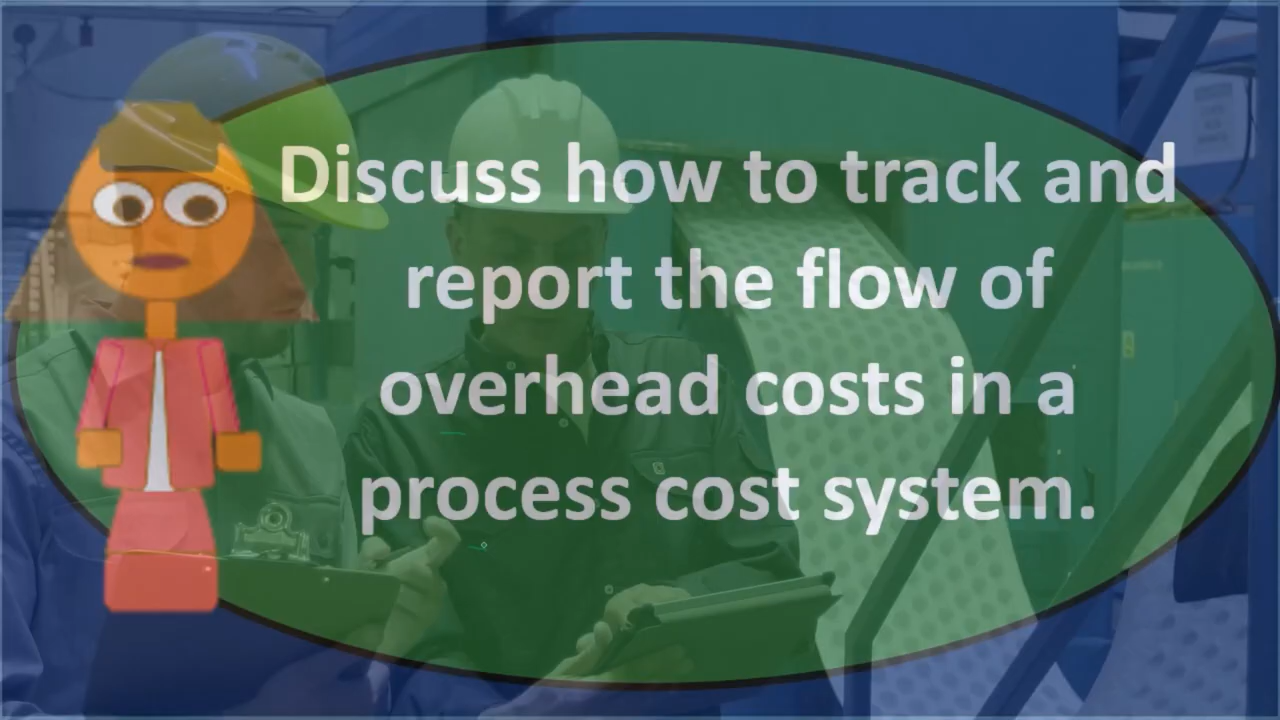 Discuss how to track and
report the flow of
overhead costs in a
process cost system.